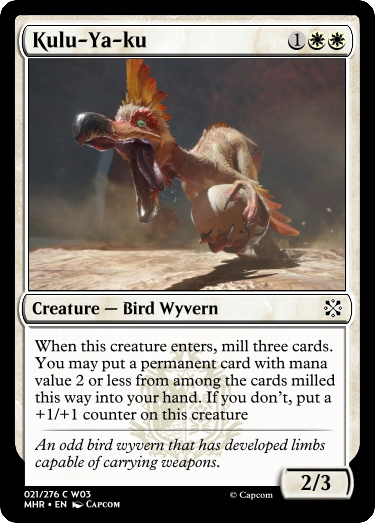 Kulu-Ya-ku 1
Creature — Bird Wyvern
When this creature enters, mill three cards.
You may put a permanent card with mana
value 2 or less from among the cards milled
this way into your hand. If you don't, put a
+1/+1 counter on this creature
An odd bird wyvern that has developed limbs
capable of carrying weapons.
2/3
021/276 C W03
MHR • EN Capcom
© Capcom